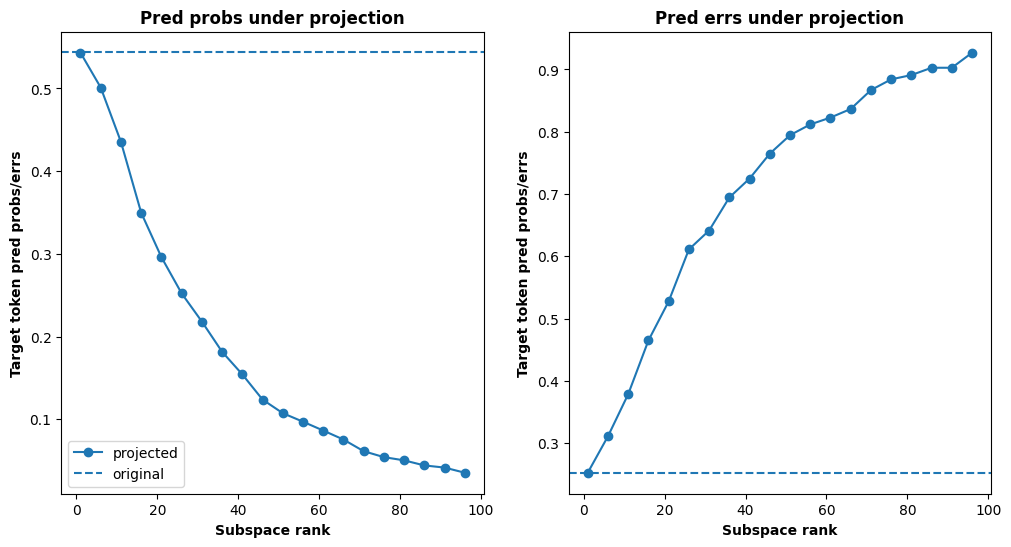 Pred probs under projection
Target token pred probs/errs
0.5
0.4
0.3
0.2
0.1
projected
original
0 20 40 60 80 100
Subspace rank
Pred errs under projection
Target token pred probs/errs
0.9
0.8
0.7
0.6
0.5
0.4
0.3
0 20 40 60 80 100
Subspace rank